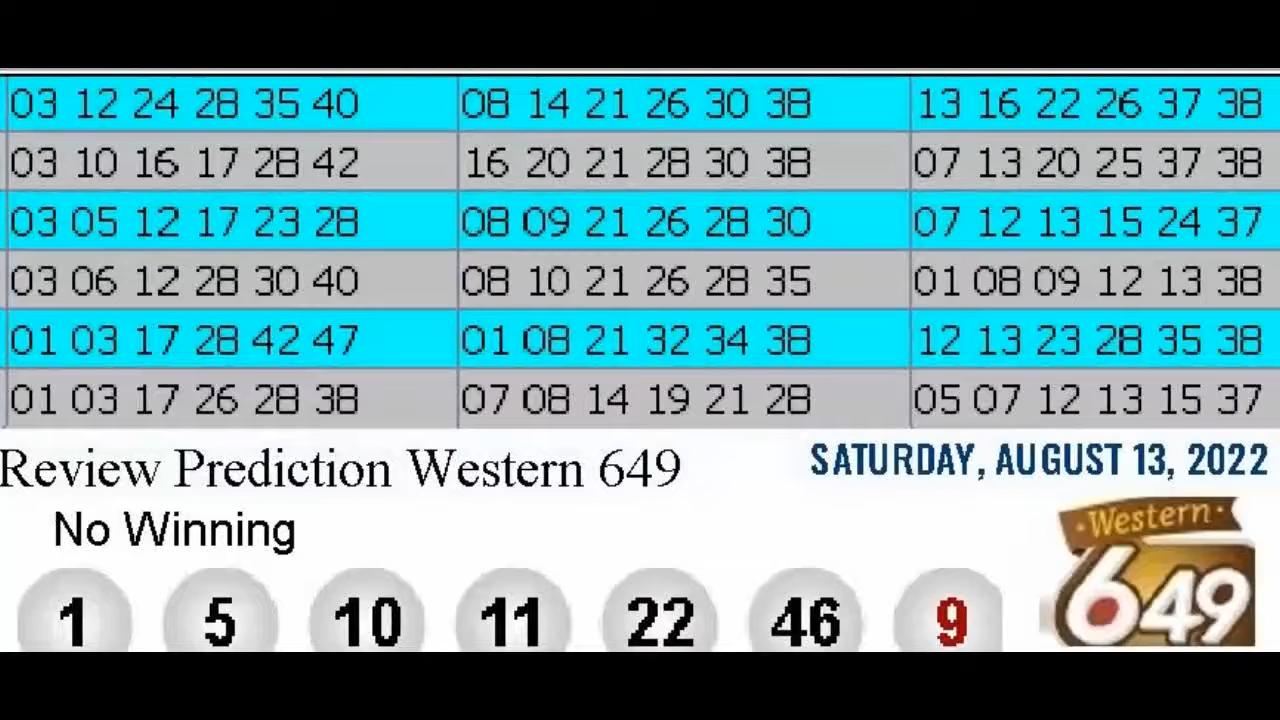 03 12 24 28 35 40 08 14 21 26 30 38 13 16 22 26 37 38
03 10 16 17 28 42 16 20 21 28 30 38 07 13 20 25 37 38
03 05 12 17 23 28 08 09 21 26 28 30 07 12 13 15 24 37
03 06 12 28 30 40 08 10 21 26 28 35 01 08 09 12 13 38
01 03 17 28 42 47 01 08 21 32 34 38 12 13 23 28 35 38
01 03 17 26 28 38 07 08 14 19 21 28 05 07 12 13 15 37
Review Prediction Western 649
SATURDAY, AUGUST 13, 2022
No Winning
1 5 10 11 22 46 9
·Western·
649